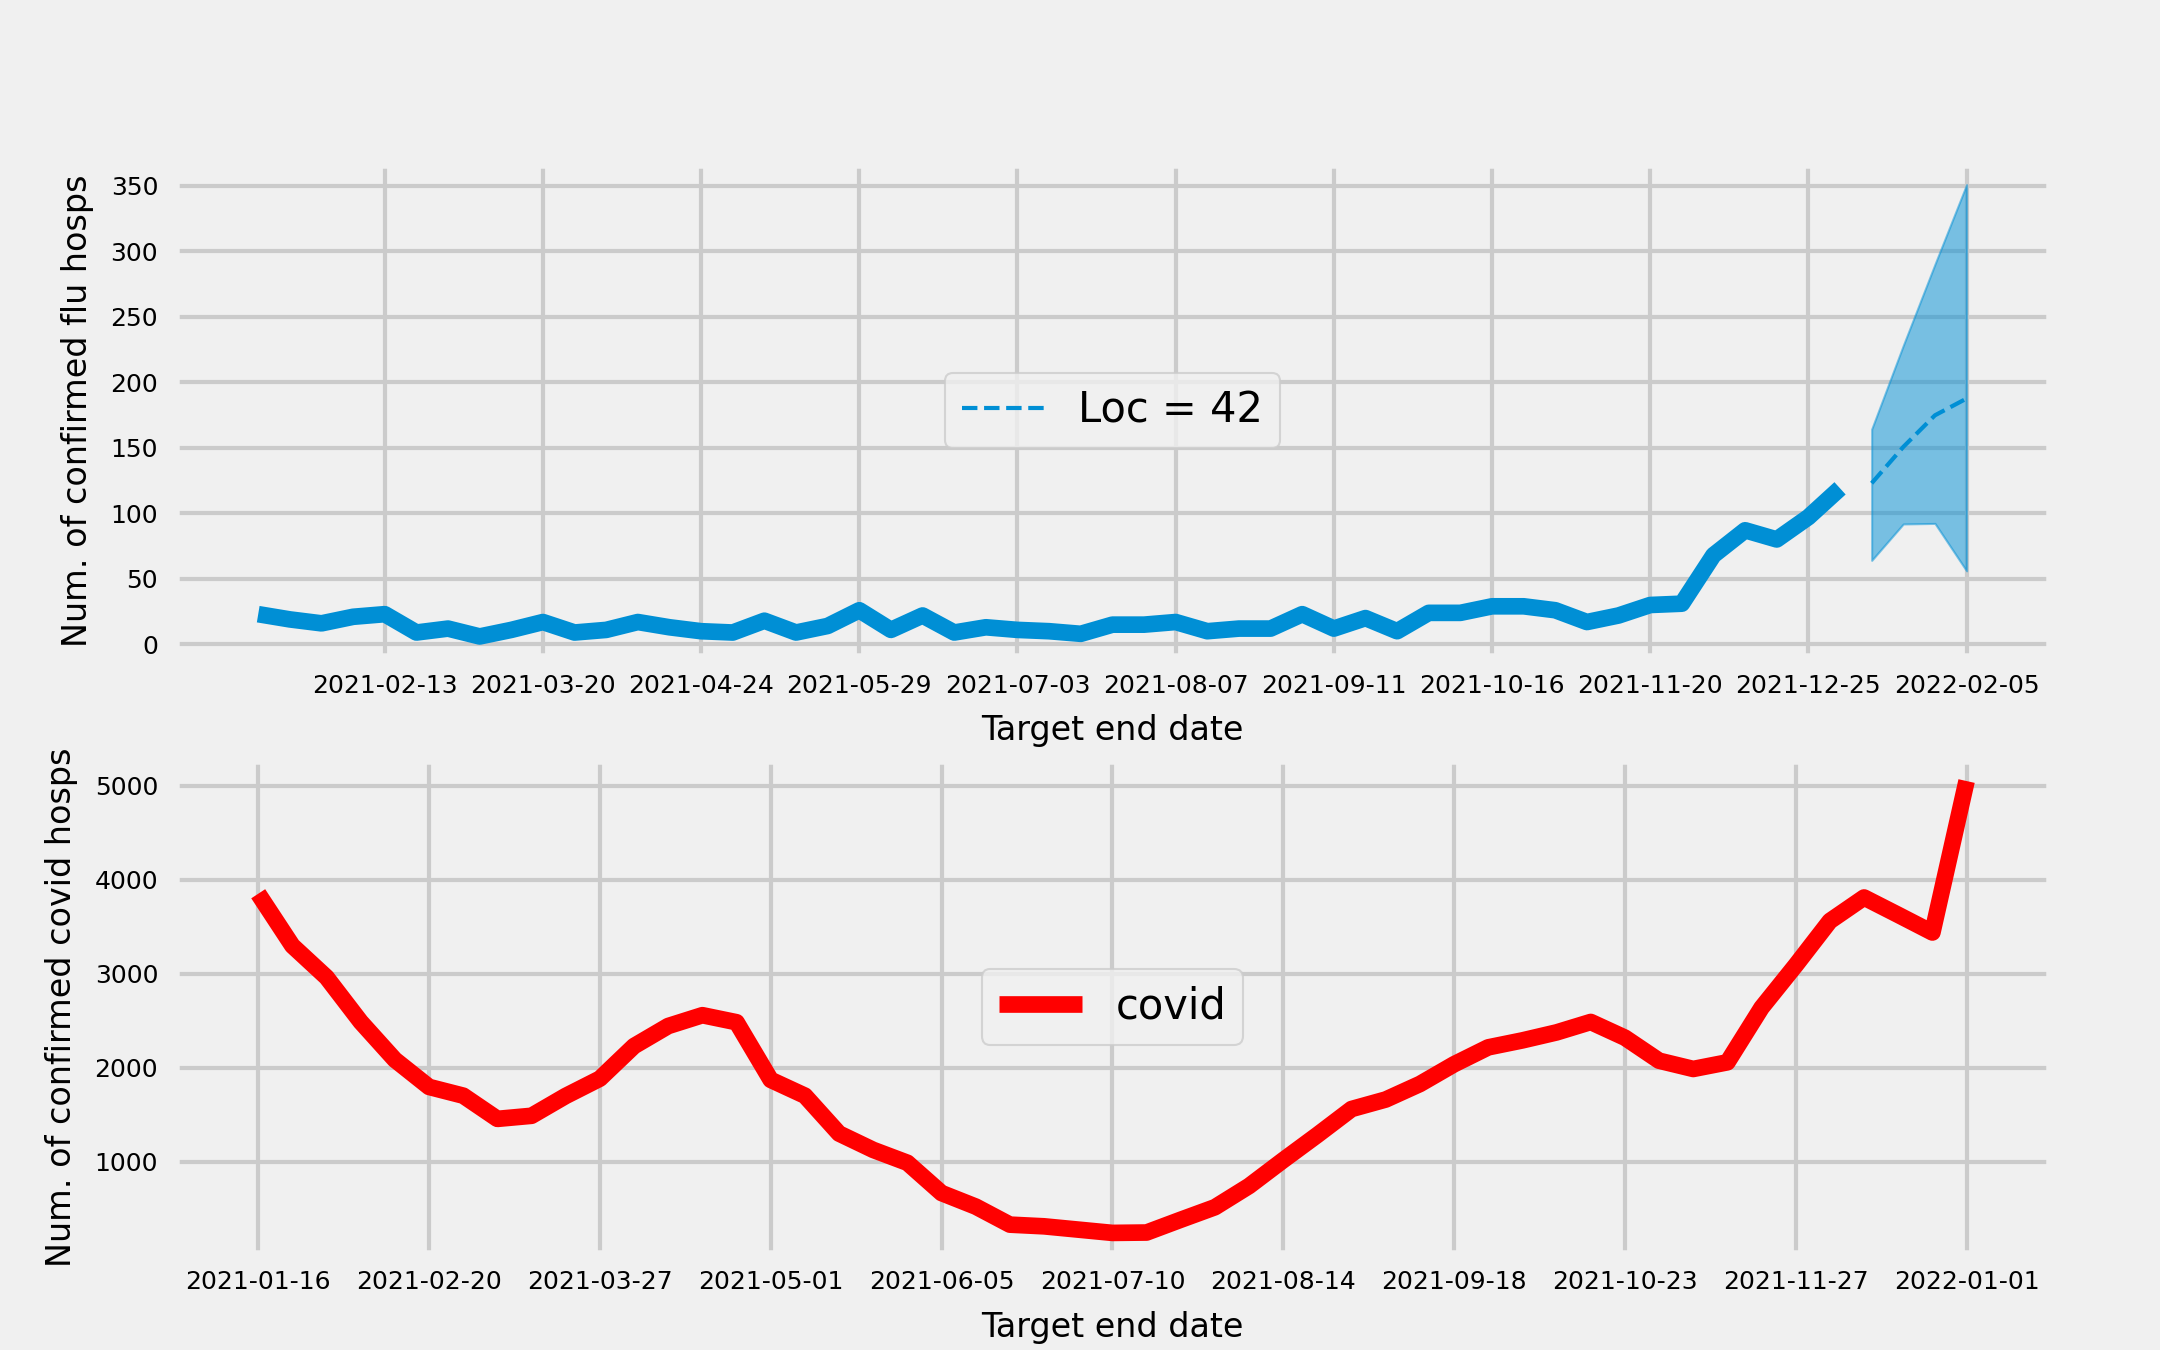 Num. of confirmed flu hosps
350
300
250
200
150
100
50
0
Loc = 42
2021-02-13 2021-03-20 2021-04-24 2021-05-29 2021-07-03 2021-08-07 2021-09-11 2021-10-16 2021-11-20 2021-12-25 2022-02-05
Target end date
Num. of confirmed covid hosps
5000
4000
3000
2000
1000
covid
2021-01-16 2021-02-20 2021-03-27 2021-05-01 2021-06-05 2021-07-10 2021-08-14 2021-09-18 2021-10-23 2021-11-27 2022-01-01
Target end date